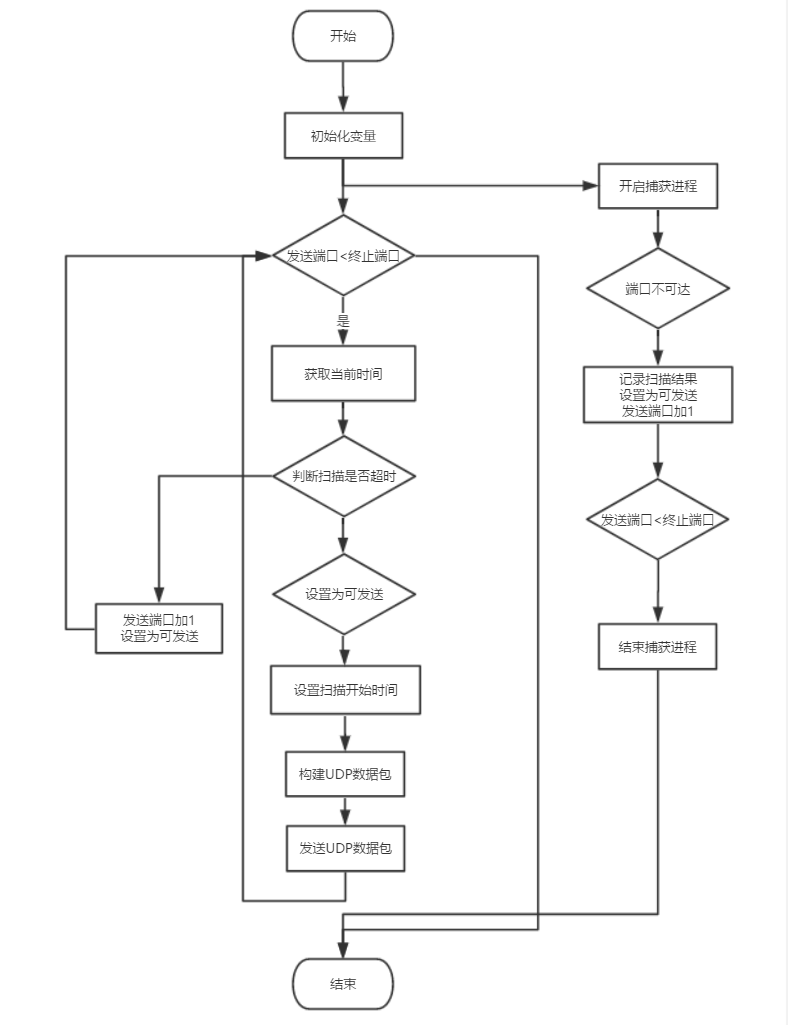 开始
初始化变量
开启捕获进程
发送端口<终止端口
端口不可达
是
获取当前时间
记录扫描结果
设置为可发送
发送端口加1
判断扫描是否超时
发送端口<终止端口
设置为可发送
发送端口加1
设置为可发送
结束捕获进程
设置扫描开始时间
构建UDP数据包
发送UDP数据包
结束